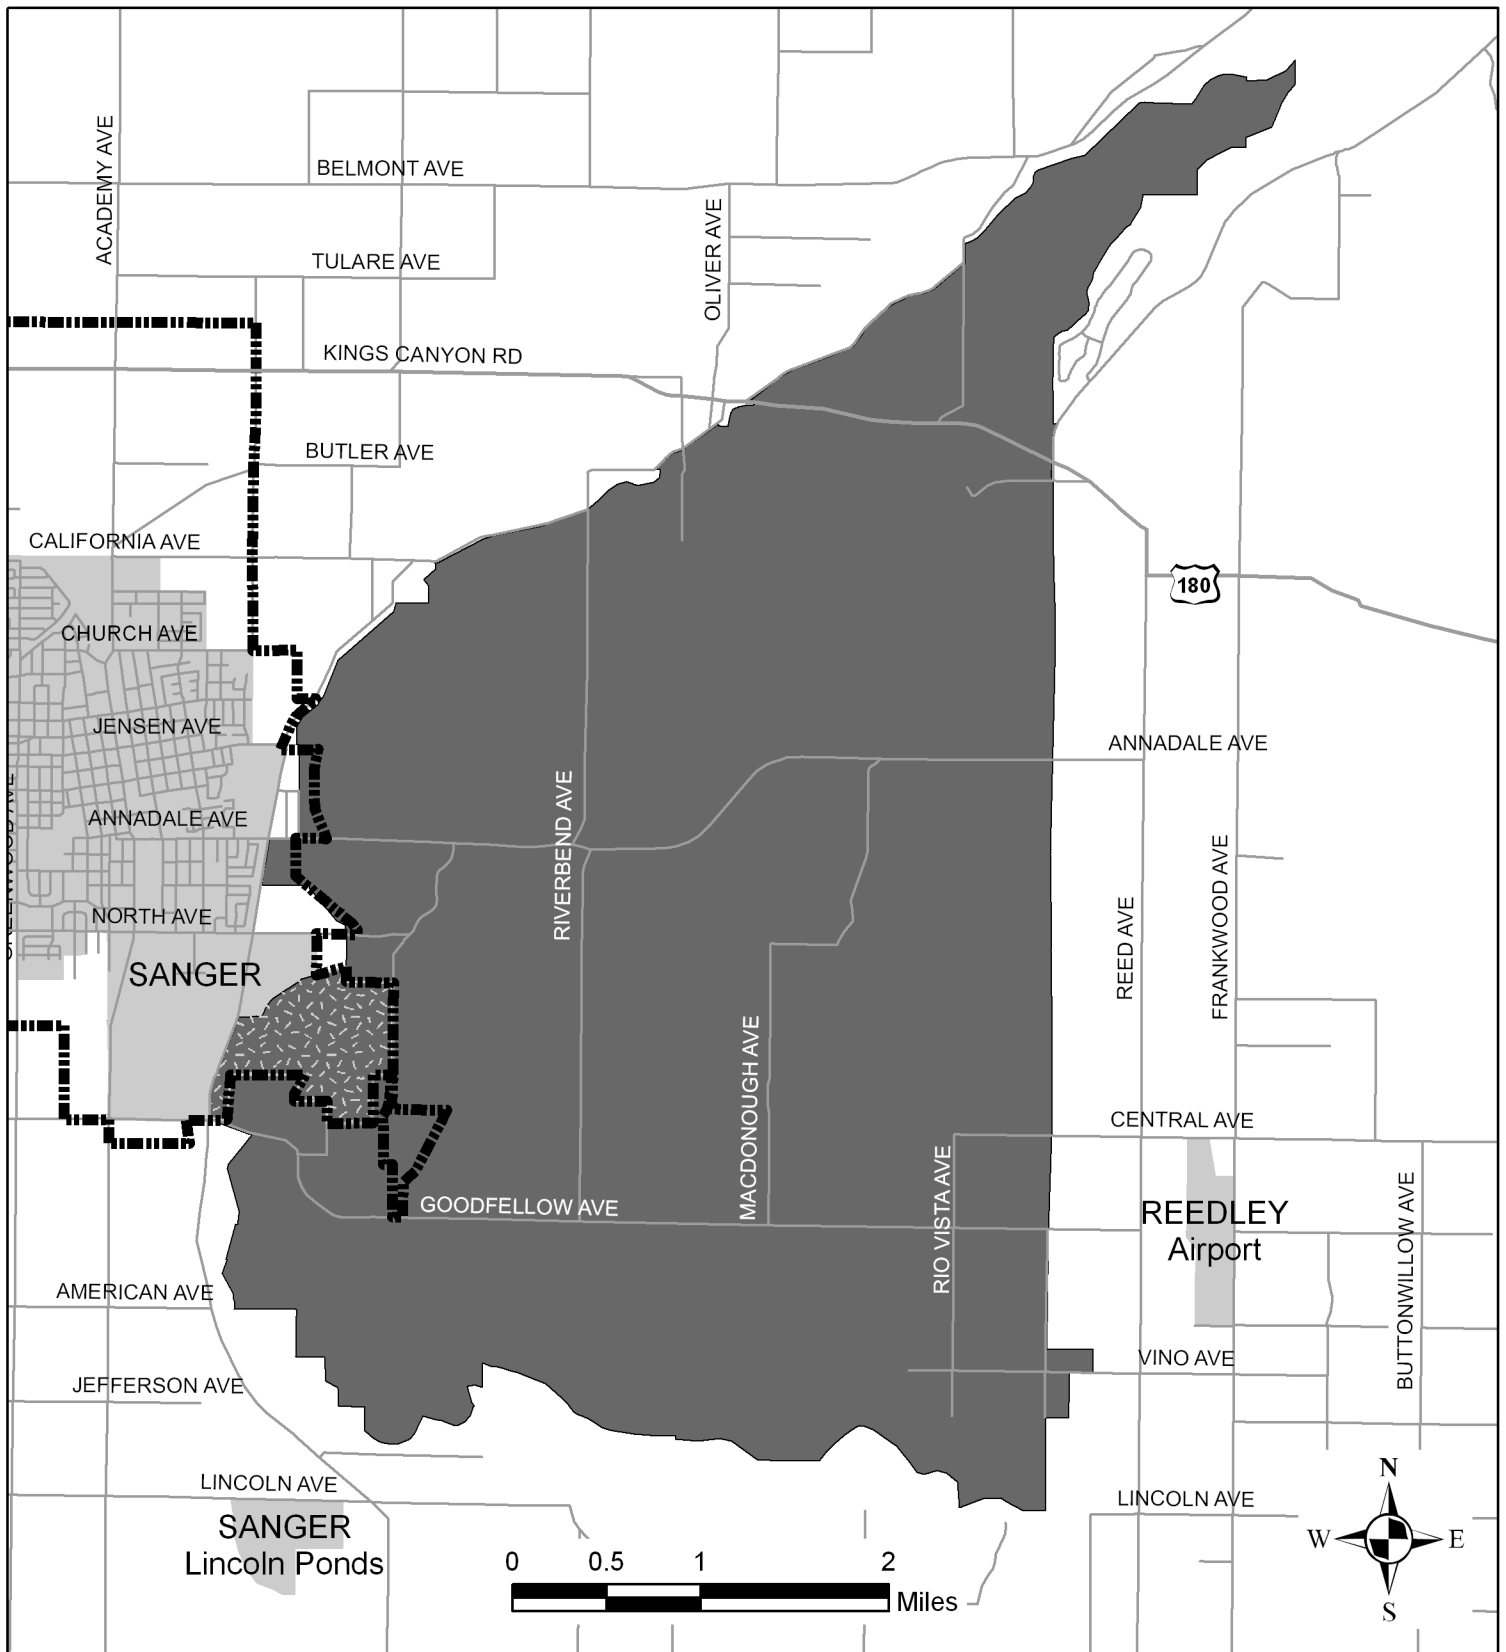 ACADEMY AVE
BELMONT AVE
OLIVER AVE
TULARE AVE
KINGS CANYON RD
BUTLER AVE
CALIFORNIA AVE
180
CHURCH AVE
JENSEN AVE
ANNADALE AVE
RIVERBEND AVE
ANNADALE AVE
FRANKWOOD AVE
REED AVE
NORTH AVE
SANGER
MACDONOUGH AVE
CENTRAL AVE
RIO VISTA AVE
BUTTONWILLOW AVE
GOODFELLOW AVE
REEDLEY
Airport
AMERICAN AVE
VINO AVE
JEFFERSON AVE
LINCOLN AVE
LINCOLN AVE
SANGER
Lincoln Ponds
0 0.5 1 2
Miles
N
W E
S